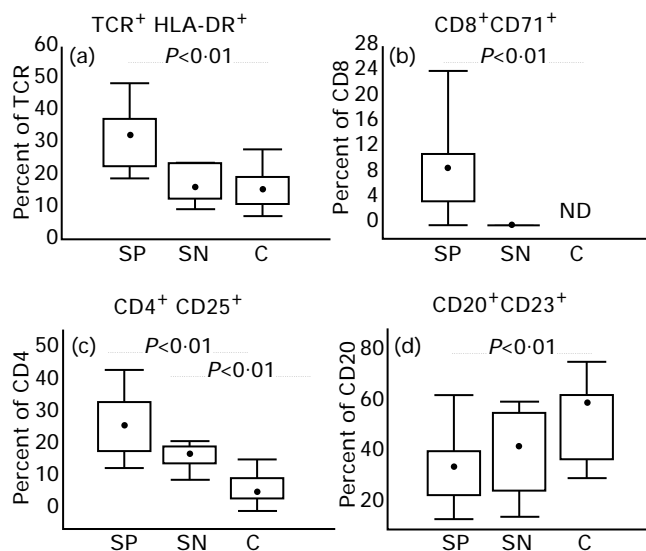 TCR⁺ HLA-DR⁺
(a)
P<0·01
Percent of TCR
60
50
40
30
20
10
0
SP SN C
CD8⁺CD71⁺
(b)
P<0·01
Percent of CD8
28
24
20
16
12
8
4
0
ND
SP SN C
CD4⁺ CD25⁺
(c)
P<0·01
P<0·01
Percent of CD4
50
40
30
20
10
0
SP SN C
CD20⁺CD23⁺
(d)
P<0·01
Percent of CD20
80
60
40
20
SP SN C